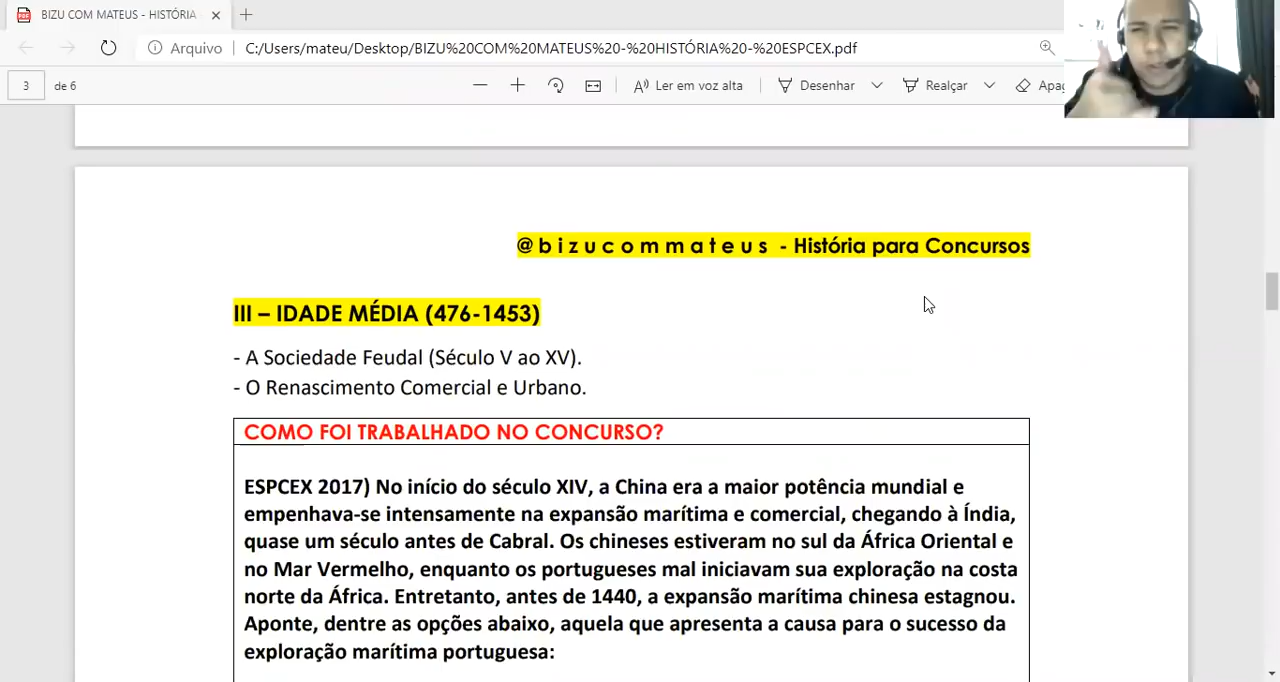 BIZU COM MATEUS - HISTÓRIA
Arquivo C:/Users/mateu/Desktop/BIZU%20COM%20MATEUS%20-%20HISTÓRIA%20-%20ESPCEX.pdf
3 de 6 Ler em voz alta Desenhar Realçar Apag
@bizucommateus - História para Concursos
III – IDADE MÉDIA (476-1453)
- A Sociedade Feudal (Século V ao XV).
- O Renascimento Comercial e Urbano.
COMO FOI TRABALHADO NO CONCURSO?
ESPCEX 2017) No início do século XIV, a China era a maior potência mundial e
empenhava-se intensamente na expansão marítima e comercial, chegando à Índia,
quase um século antes de Cabral. Os chineses estiveram no sul da África Oriental e
no Mar Vermelho, enquanto os portugueses mal iniciavam sua exploração na costa
norte da África. Entretanto, antes de 1440, a expansão marítima chinesa estagnou.
Aponte, dentre as opções abaixo, aquela que apresenta a causa para o sucesso da
exploração marítima portuguesa: